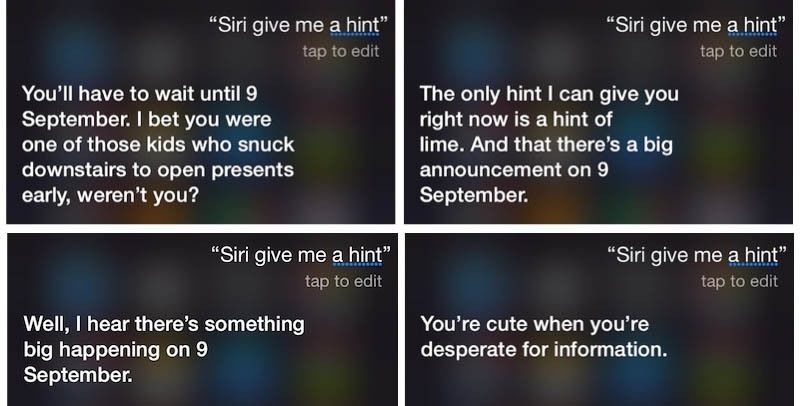 “Siri give me a hint”
tap to edit
You’ll have to wait until 9
September. I bet you were
one of those kids who snuck
downstairs to open presents
early, weren’t you?
“Siri give me a hint”
tap to edit
The only hint I can give you
right now is a hint of
lime. And that there’s a big
announcement on 9
September.
“Siri give me a hint”
tap to edit
Well, I hear there’s something
big happening on 9
September.
“Siri give me a hint”
tap to edit
You’re cute when you’re
desperate for information.